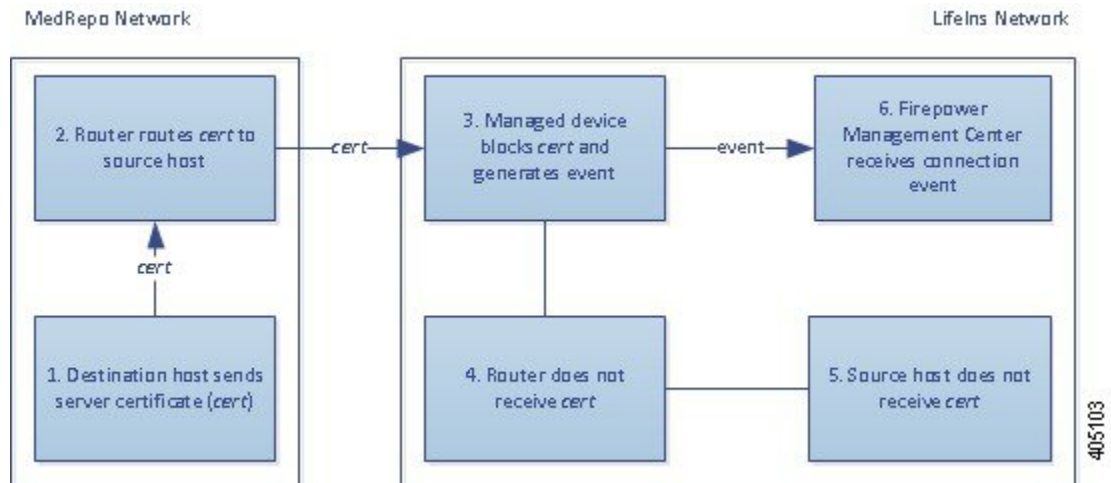 MedRepo Network
LifeIns Network
2. Router routes cert to
source host
cert
3. Managed device
blocks cert and
generates event
event
6. Firepower
Management Center
receives connection
event
cert
1. Destination host sends
server certificate (cert)
4. Router does not
receive cert
5. Source host does not
receive cert
405103